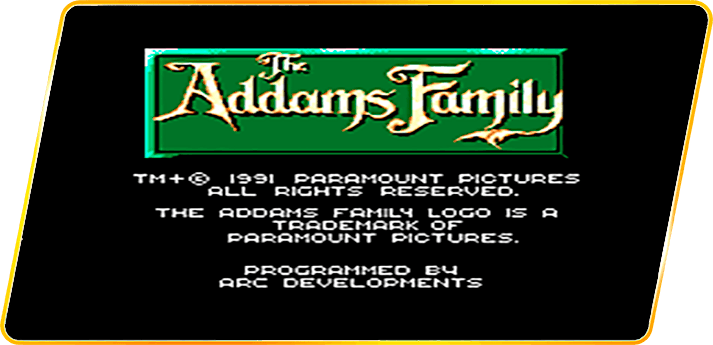 The
Addams Family
TM+© 1991 PARAMOUNT PICTURES
ALL RIGHTS RESERVED.
THE ADDAMS FAMILY LOGO IS A
TRADEMARK OF
PARAMOUNT PICTURES.
PROGRAMMED BY
ARC DEVELOPMENTS